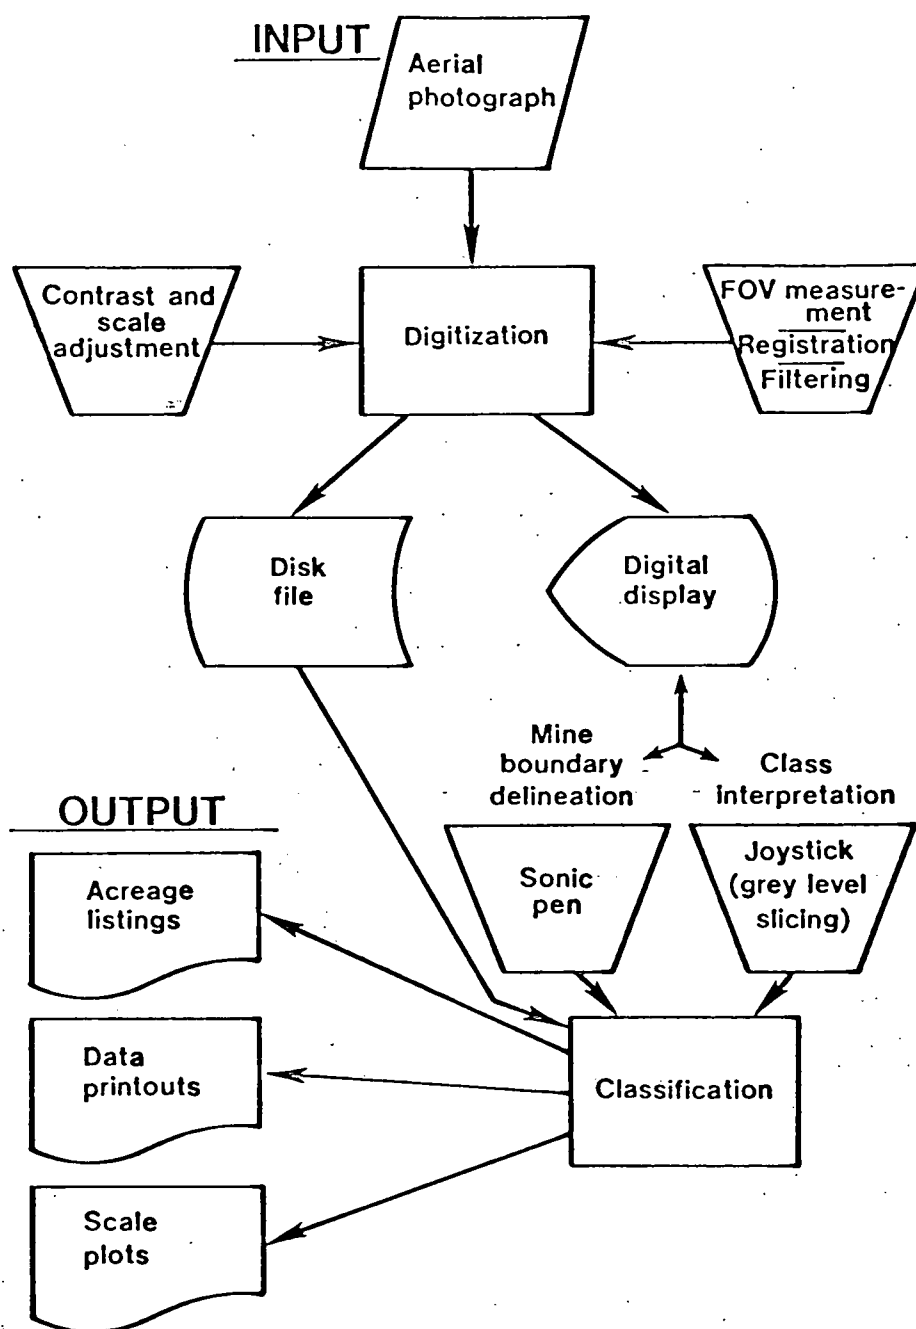 INPUT
Aerial
photograph
Contrast and
scale
adjustment
Digitization
FOV measure-
ment
Registration
Filtering
Disk
file
Digital
display
Mine
boundary
delineation
Class
interpretation
OUTPUT
Acreage
listings
Sonic
pen
Joystick
(grey level
slicing)
Data
printouts
Classification
Scale
plots